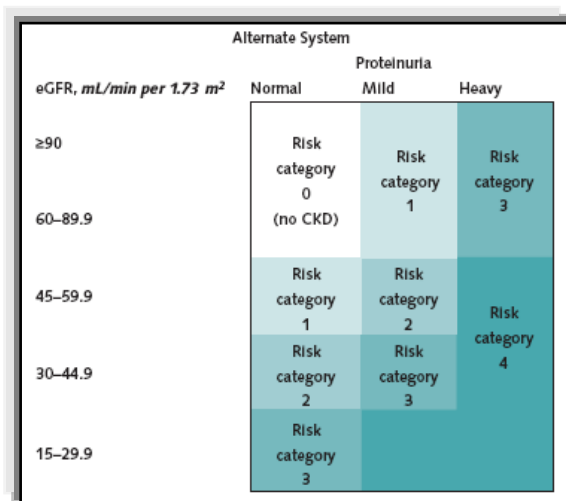 Alternate System
Proteinuria
eGFR, mL/min per 1.73 m²
Normal
Mild
Heavy
≥90
Risk
category
0
(no CKD)
Risk
category
1
Risk
category
3
60–89.9
45–59.9
Risk
category
1
Risk
category
2
Risk
category
4
30–44.9
Risk
category
2
Risk
category
3
15–29.9
Risk
category
3